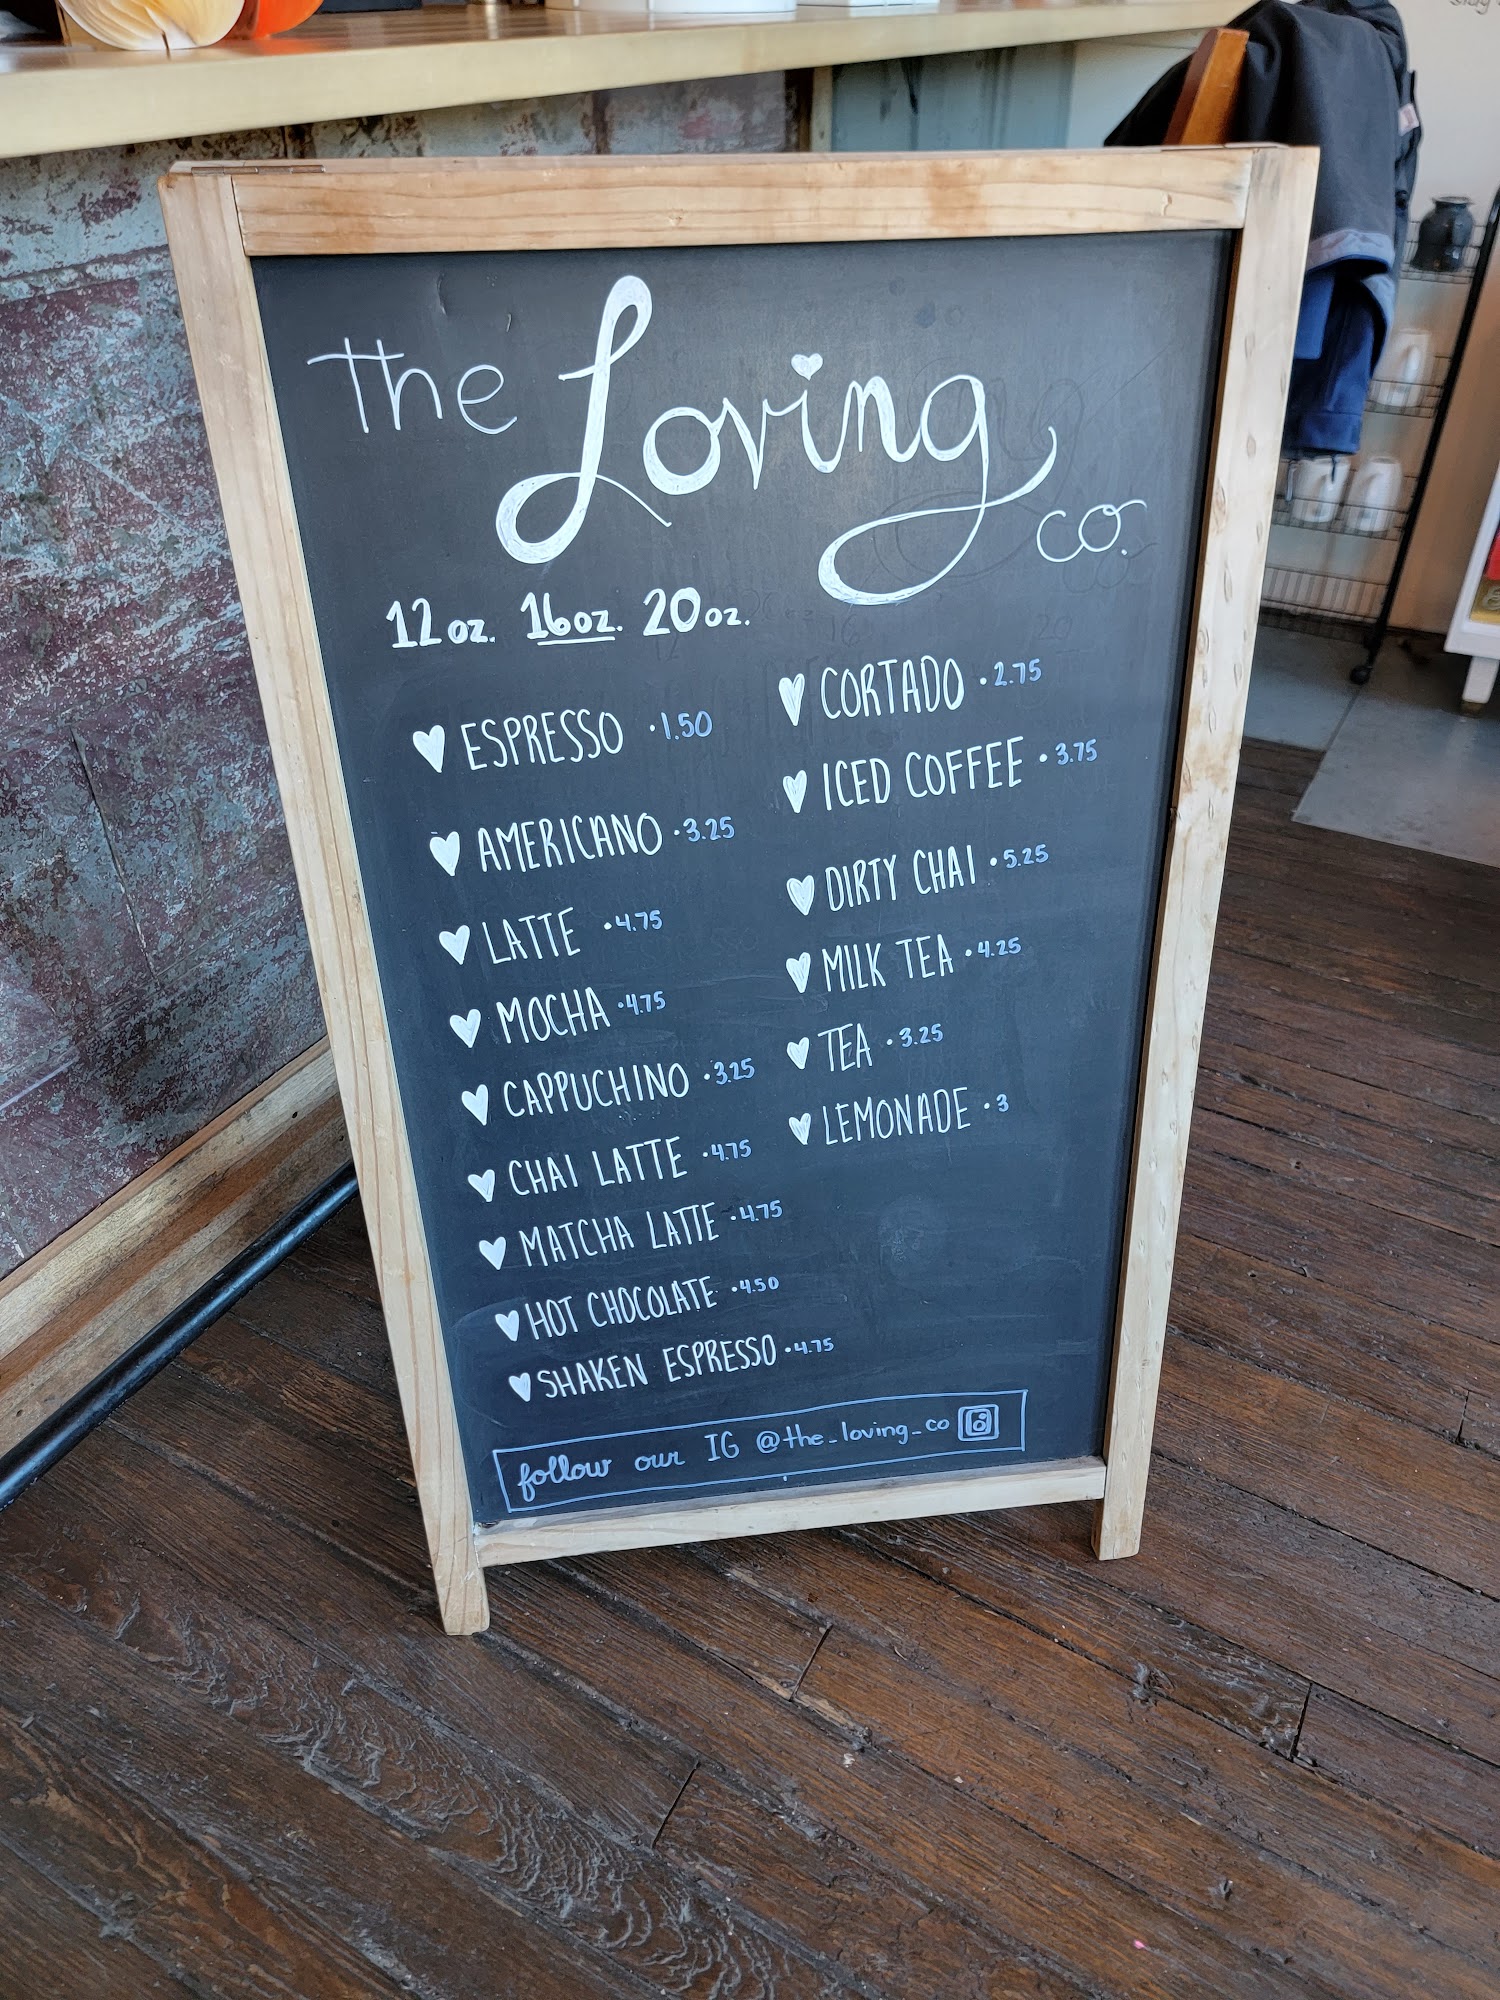 The Loving co.
12oz. 16oz. 20oz.
ESPRESSO • 1.50
AMERICANO • 3.25
LATTE • 4.75
MOCHA • 4.75
CAPPUCHINO • 3.25
CHAI LATTE • 4.75
MATCHA LATTE • 4.75
HOT CHOCOLATE • 4.50
SHAKEN ESPRESSO • 4.75
CORTADO • 2.75
ICED COFFEE • 3.75
DIRTY CHAI • 5.25
MILK TEA • 4.25
TEA • 3.25
LEMONADE • 3
follow our IG @the_loving_co